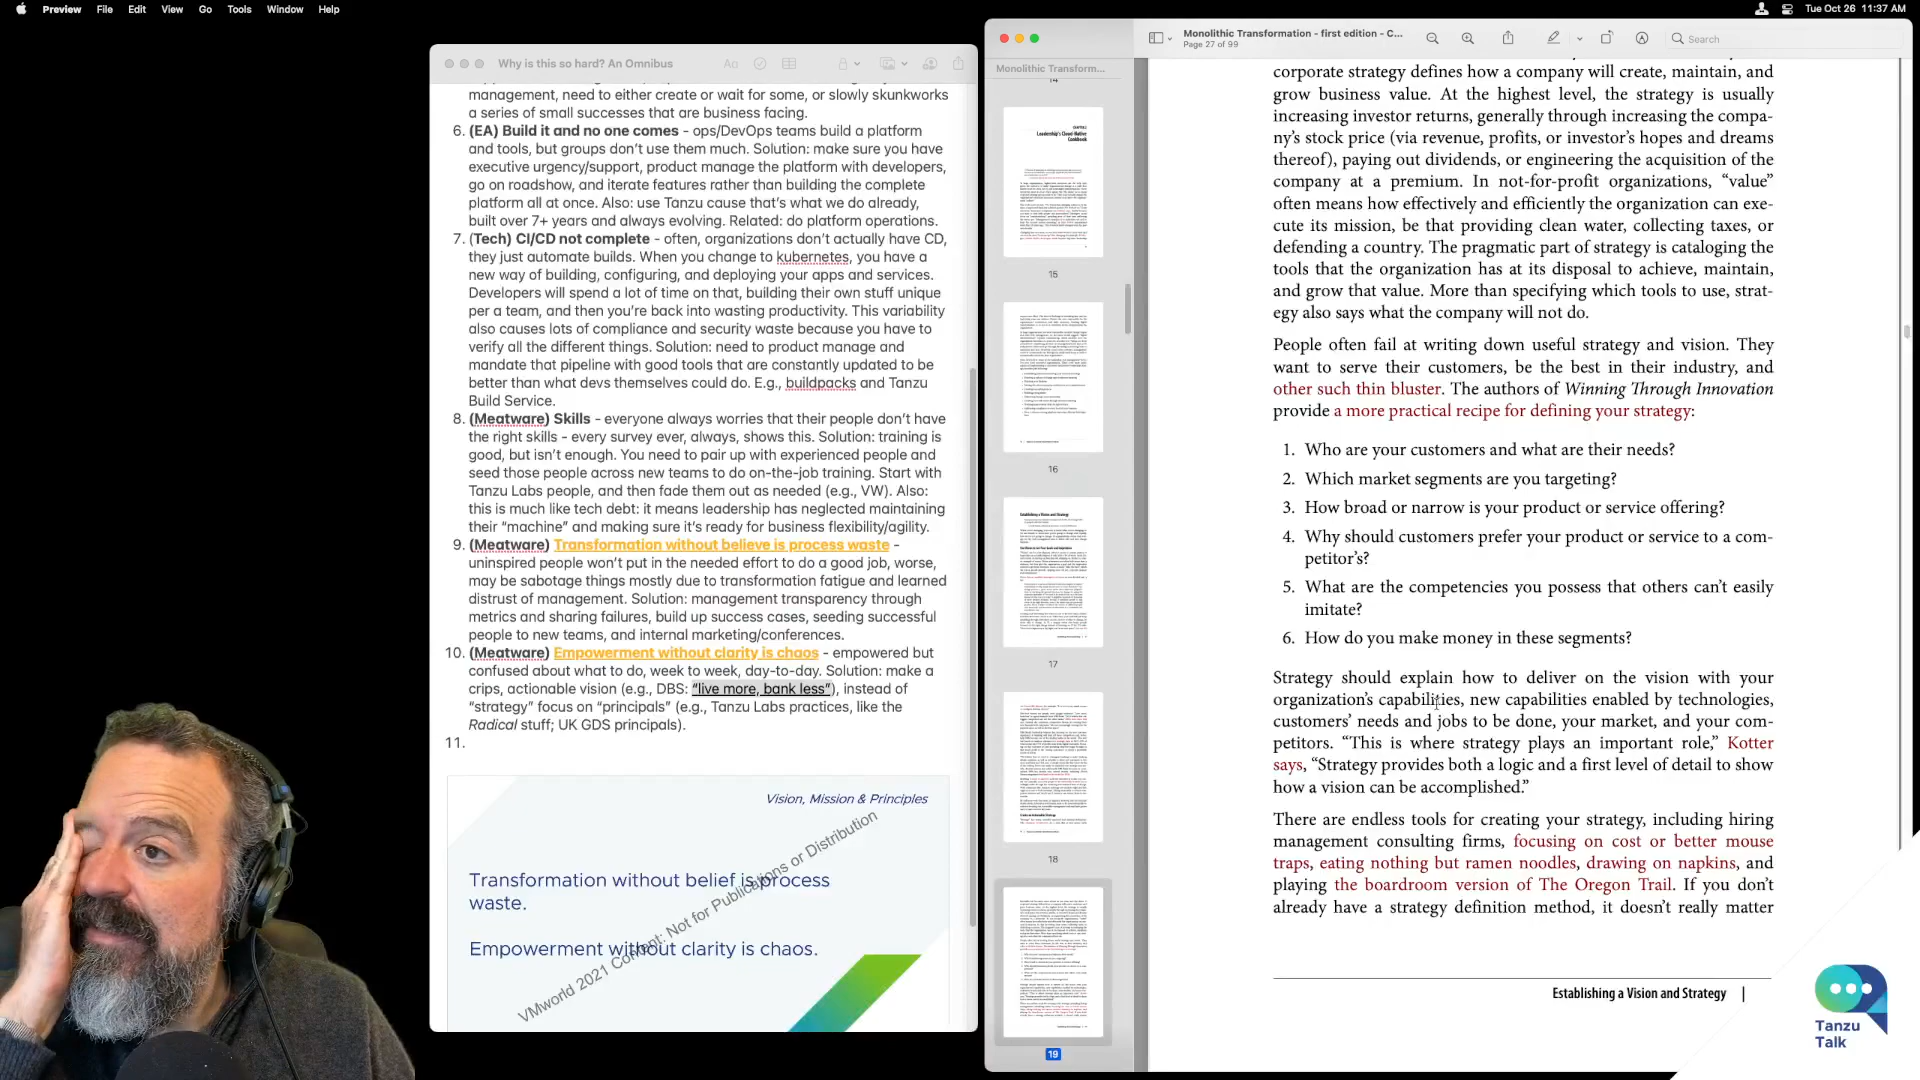 Preview File Edit View Go Tools Window Help
Tue Oct 26 11:37 AM
Why is this so hard? An Omnibus
management, need to either create or wait for some, or slowly skunkworks
a series of small successes that are business facing.
6. (EA) Build it and no one comes - ops/DevOps teams build a platform
and tools, but groups don’t use them much. Solution: make sure you have
executive urgency/support, product manage the platform with developers,
go on roadshow, and iterate features rather than building the complete
platform all at once. Also: use Tanzu cause that’s what we do already,
built over 7+ years and always evolving. Related: do platform operations.
7. (Tech) CI/CD not complete - often, organizations don’t actually have CD,
they just automate builds. When you change to kubernetes, you have a
new way of building, configuring, and deploying your apps and services.
Developers will spend a lot of time on that, building their own stuff unique
per a team, and then you’re back into wasting productivity. This variability
also causes lots of compliance and security waste because you have to
verify all the different things. Solution: need to product manage and
mandate that pipeline with good tools that are constantly updated to be
better than what devs themselves could do. E.g., buildpacks and Tanzu
Build Service.
8. (Meatware) Skills - everyone always worries that their people don’t have
the right skills - every survey ever, always, shows this. Solution: training is
good, but isn’t enough. You need to pair up with experienced people and
seed those people across new teams to do on-the-job training. Start with
Tanzu Labs people, and then fade them out as needed (e.g., VW). Also:
this is much like tech debt: it means leadership has neglected maintaining
their “machine” and making sure it’s ready for business flexibility/agility.
9. (Meatware) Transformation without believe is process waste -
uninspired people won’t put in the needed effort to do a good job, worse,
may be sabotage things mostly due to transformation fatigue and learned
distrust of management. Solution: management transparency through
metrics and sharing failures, build up success cases, seeding successful
people to new teams, and internal marketing/conferences.
10. (Meatware) Empowerment without clarity is chaos - empowered but
confused about what to do, week to week, day-to-day. Solution: make a
crips, actionable vision (e.g., DBS: “live more, bank less”), instead of
“strategy” focus on “principals” (e.g., Tanzu Labs practices, like the
Radical stuff; UK GDS principals).
11.
Vision, Mission & Principles
Transformation without belief is process
waste.
Empowerment without clarity is chaos.
VMworld 2021 Content: Not for Publications or Distribution
Monolithic Transformation - first edition - C...
Page 27 of 99
Search
Monolithic Transform...
14
Leadership's Cloud Native
Cookbook
15
16
Establishing a Vision and Strategy
17
18
19
corporate strategy defines how a company will create, maintain, and
grow business value. At the highest level, the strategy is usually
increasing investor returns, generally through increasing the compa-
ny’s stock price (via revenue, profits, or investor’s hopes and dreams
thereof), paying out dividends, or engineering the acquisition of the
company at a premium. In not-for-profit organizations, “value”
often means how effectively and efficiently the organization can exe-
cute its mission, be that providing clean water, collecting taxes, or
defending a country. The pragmatic part of strategy is cataloging the
tools that the organization has at its disposal to achieve, maintain,
and grow that value. More than specifying which tools to use, strat-
egy also says what the company will not do.
People often fail at writing down useful strategy and vision. They
want to serve their customers, be the best in their industry, and
other such thin bluster. The authors of Winning Through Innovation
provide a more practical recipe for defining your strategy:
1. Who are your customers and what are their needs?
2. Which market segments are you targeting?
3. How broad or narrow is your product or service offering?
4. Why should customers prefer your product or service to a com-
petitor’s?
5. What are the competencies you possess that others can’t easily
imitate?
6. How do you make money in these segments?
Strategy should explain how to deliver on the vision with your
organization’s capabilities, new capabilities enabled by technologies,
customers’ needs and jobs to be done, your market, and your com-
petitors. “This is where strategy plays an important role,” Kotter
says, “Strategy provides both a logic and a first level of detail to show
how a vision can be accomplished.”
There are endless tools for creating your strategy, including hiring
management consulting firms, focusing on cost or better mouse
traps, eating nothing but ramen noodles, drawing on napkins, and
playing the boardroom version of The Oregon Trail. If you don’t
already have a strategy definition method, it doesn’t really matter
Establishing a Vision and Strategy |
Tanzu
Talk